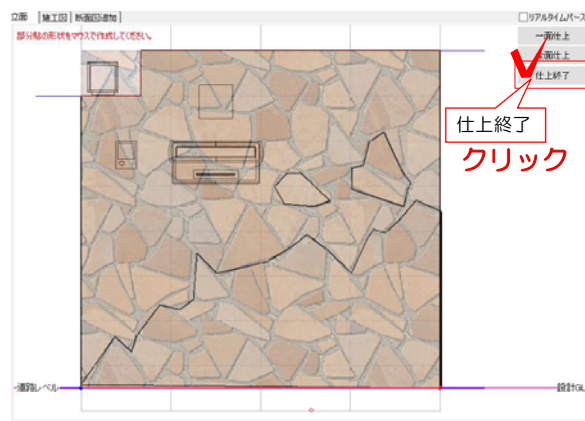 立面 施工図 断面図追加
リアルタイムパース
部分貼の形状をマウスで作成してください。
一面仕上
仕上終了
仕上終了
クリック
道路レベル
設計GL